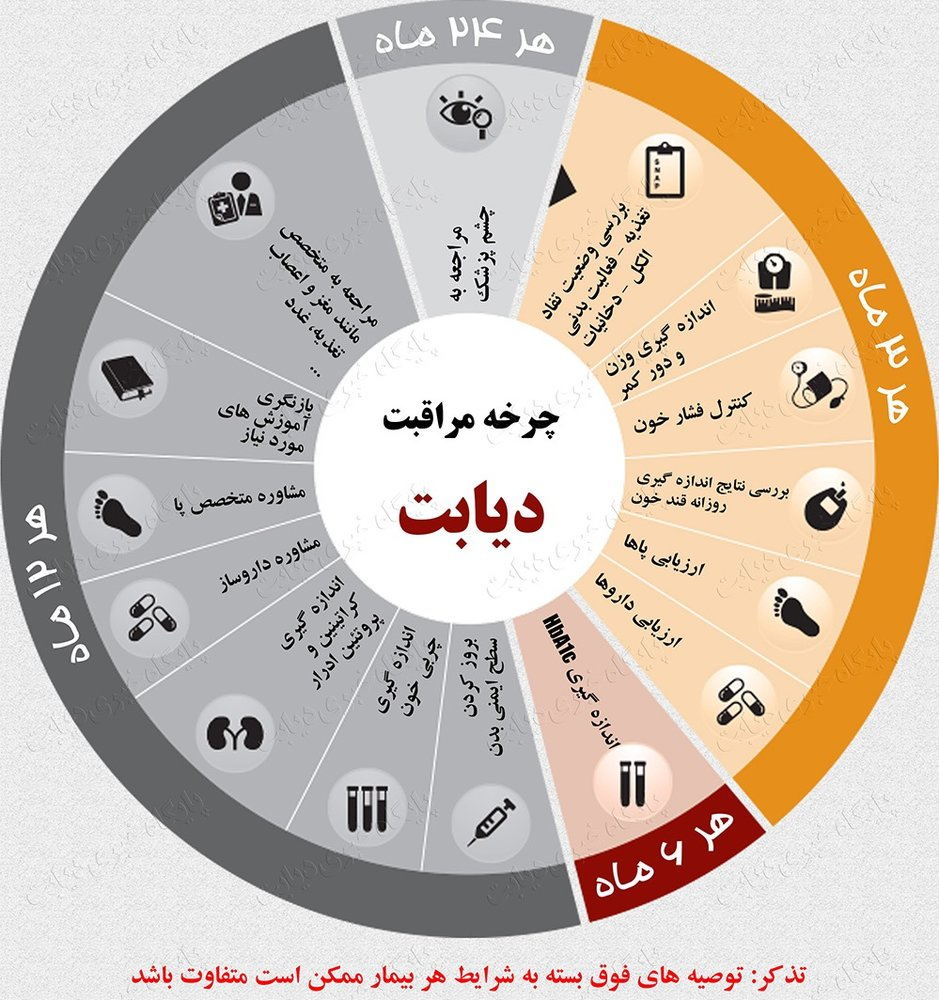 چرخه مراقبت
دیابت
هر ۳ ماه
SNAP
بررسی وضعیت تفاد
تغذیه - فعالیت بدنی
الکل - دخانیات
اندازه گیری وزن
و دور کمر
کنترل فشار خون
بررسی نتایج اندازه گیری
روزانه قند خون
ارزیابی پاها
ارزیابی داروها
هر ۶ ماه
اندازه گیری HbA1c
هر ۱۲ ماه
بروز کردن
سطح ایمنی بدن
اندازه گیری
چربی خون
اندازه گیری
کراتینین و
پروتئین ادرار
مشاوره داروساز
مشاوره متخصص پا
بازنگری
آموزش های
مورد نیاز
مراجعه به متخصص
مانند مغز و اعصاب
تغذیه، غدد
...
هر ۲۴ ماه
مراجعه به
چشم پزشک
تذکر: توصیه های فوق بسته به شرایط هر بیمار ممکن است متفاوت باشد